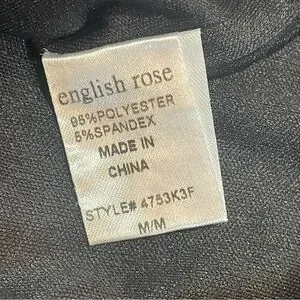 english rose
95%POLYESTER
5%SPANDEX
MADE IN
CHINA
STYLE# 4753K3F
M/M